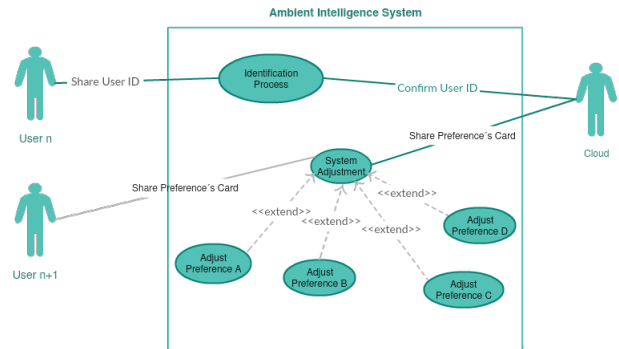 Ambient Intelligence System
Identification
Process
Share User ID
Confirm User ID
User n
Cloud
Share Preference´s Card
System
Adjustment
Share Preference´s Card
<<extend>>
<<extend>>
<<extend>>
<<extend>>
Adjust
Preference D
User n+1
Adjust
Preference A
Adjust
Preference B
Adjust
Preference C